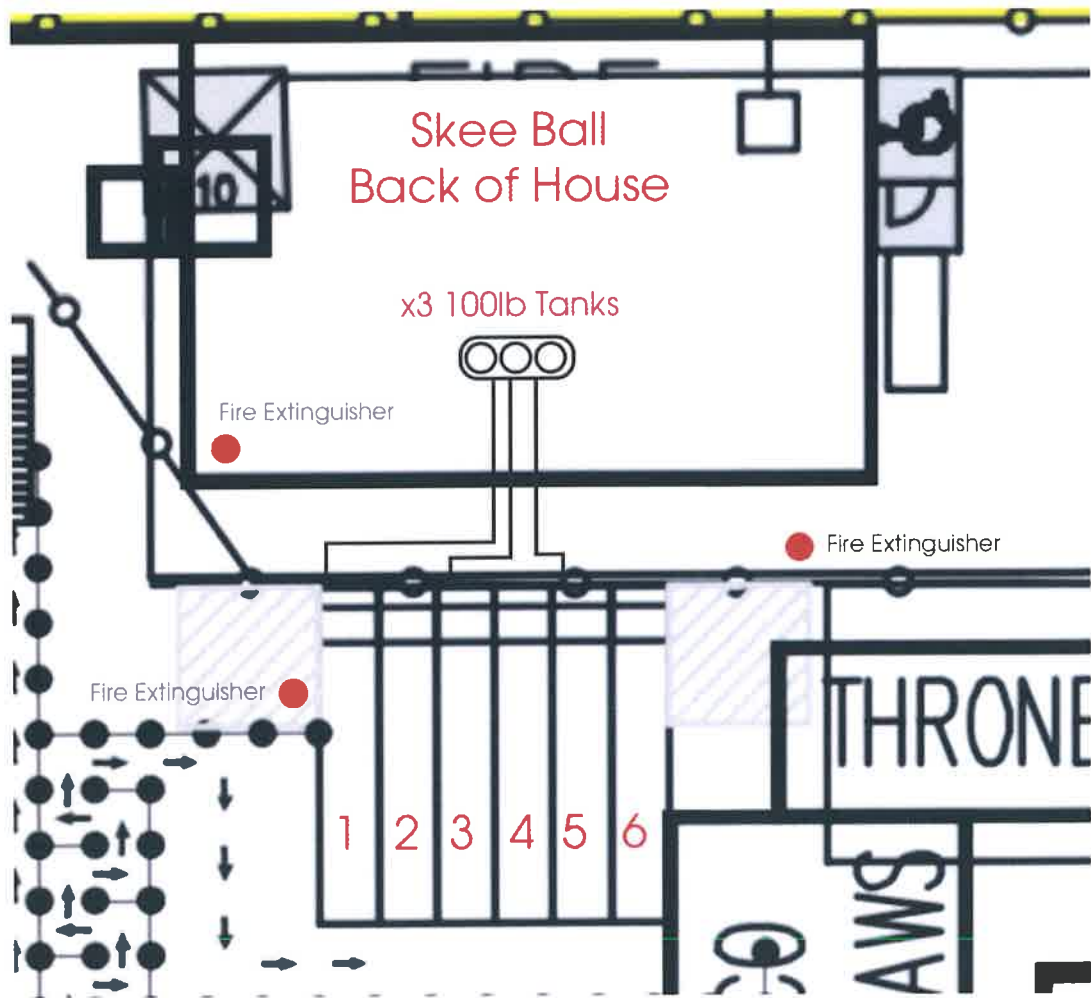 Skee Ball
Back of House
10
x3 100lb Tanks
Fire Extinguisher
Fire Extinguisher
Fire Extinguisher
THRONE
1 2 3 4 5 6
AWS